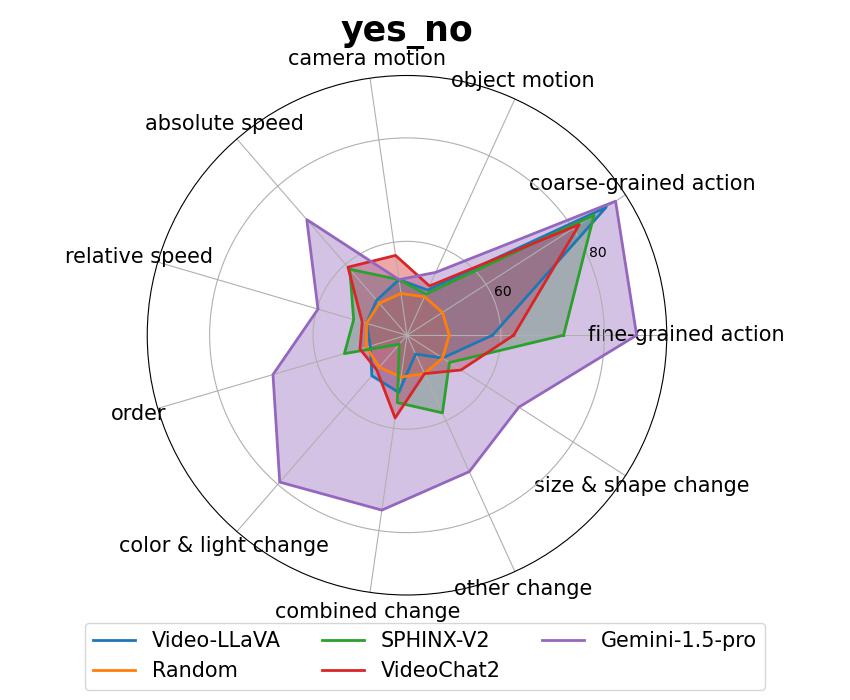 yes_no
camera motion
object motion
absolute speed
coarse-grained action
relative speed
80
60
fine-grained action
order
size & shape change
color & light change
other change
combined change
Video-LLaVA
SPHINX-V2
Gemini-1.5-pro
Random
VideoChat2